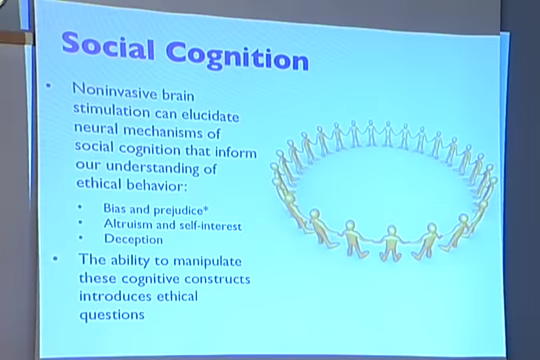 Social Cognition
• Noninvasive brain
stimulation can elucidate
neural mechanisms of
social cognition that inform
our understanding of
ethical behavior:
• Bias and prejudice*
• Altruism and self-interest
• Deception
• The ability to manipulate
these cognitive constructs
introduces ethical
questions